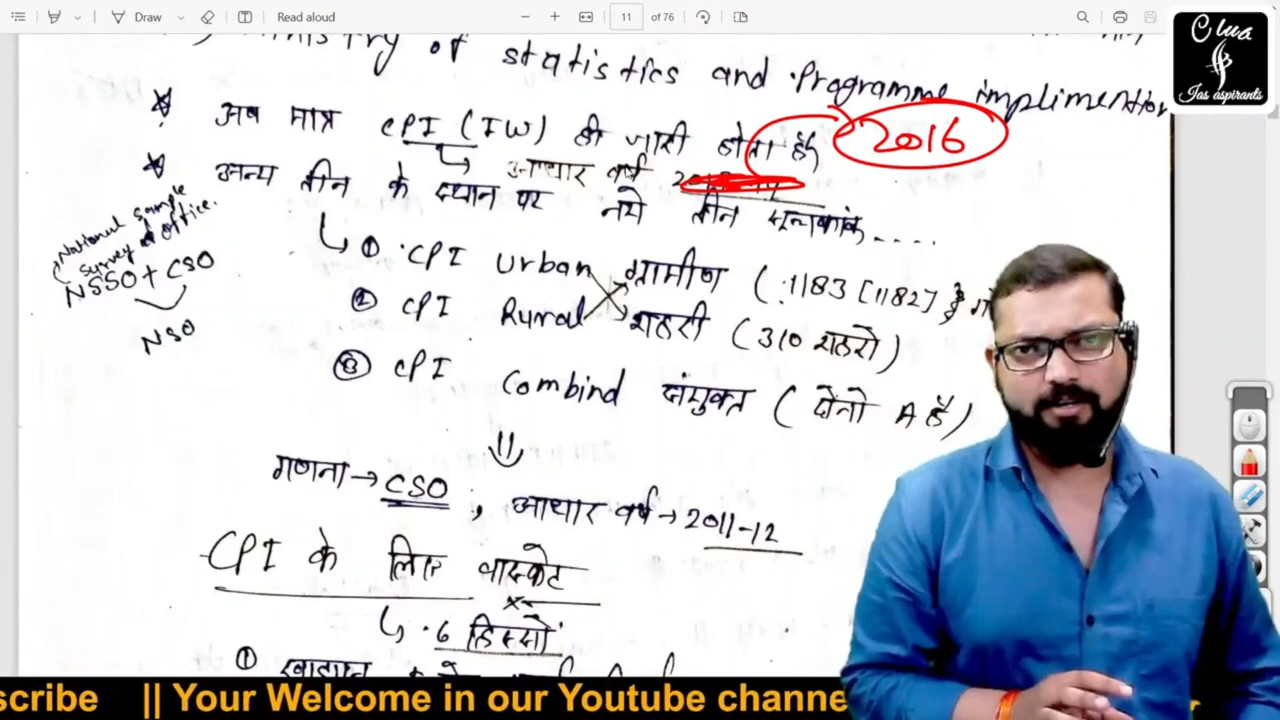 Draw
Read aloud
11
of 76
Clua
Ias aspirants
of statistics and Programme implimention
अब मात्र CPI (IW) ही जारी होता है
2016
आधार वर्ष
अन्य तीन के स्थान पर नये तीन
National Sample
Survey Office.
NSSO + CSO
NSO
① CPI Urban ग्रामीण (1183 [1182]
② CPI Rural शहरी (310 शहरो)
③ CPI Combind संयुक्त (दोनो A है)
गणना → CSO, आधार वर्ष → 2011-12
CPI के लिए वास्केट
6 हिस्सों
①
scribe || Your Welcome in our Youtube channe